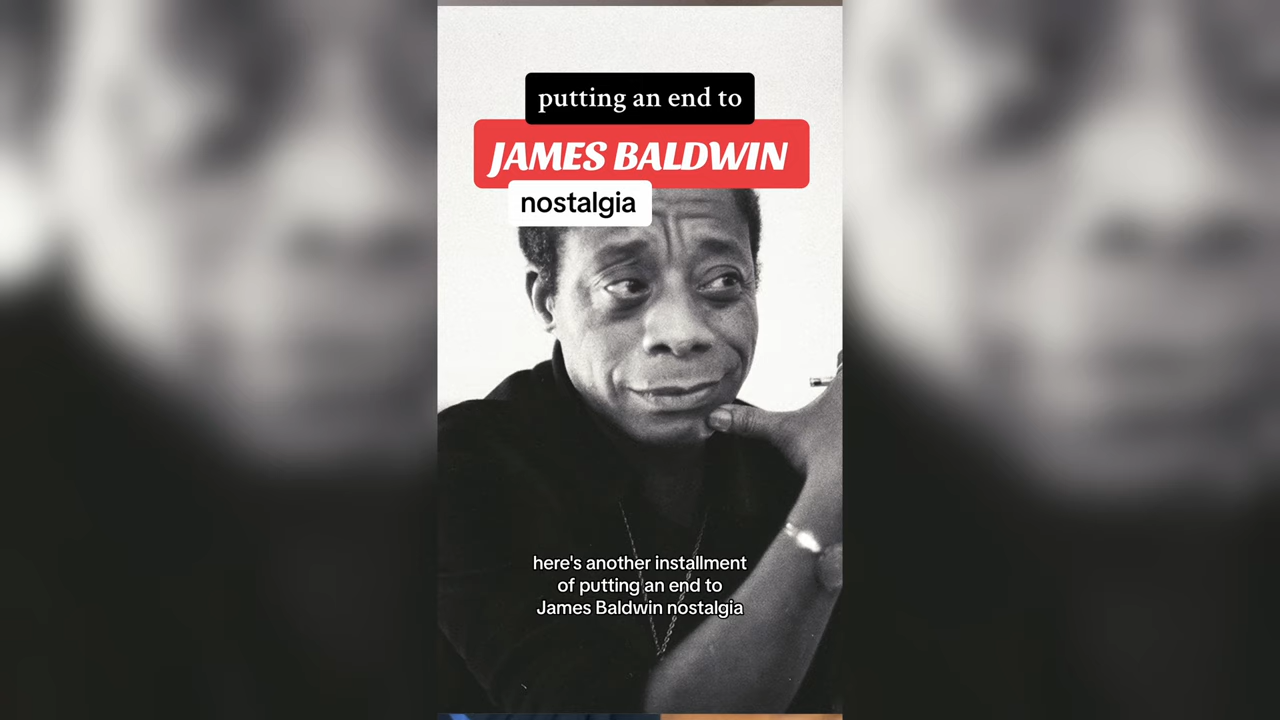 putting an end to
JAMES BALDWIN
nostalgia
here's another installment
of putting an end to
James Baldwin nostalgia